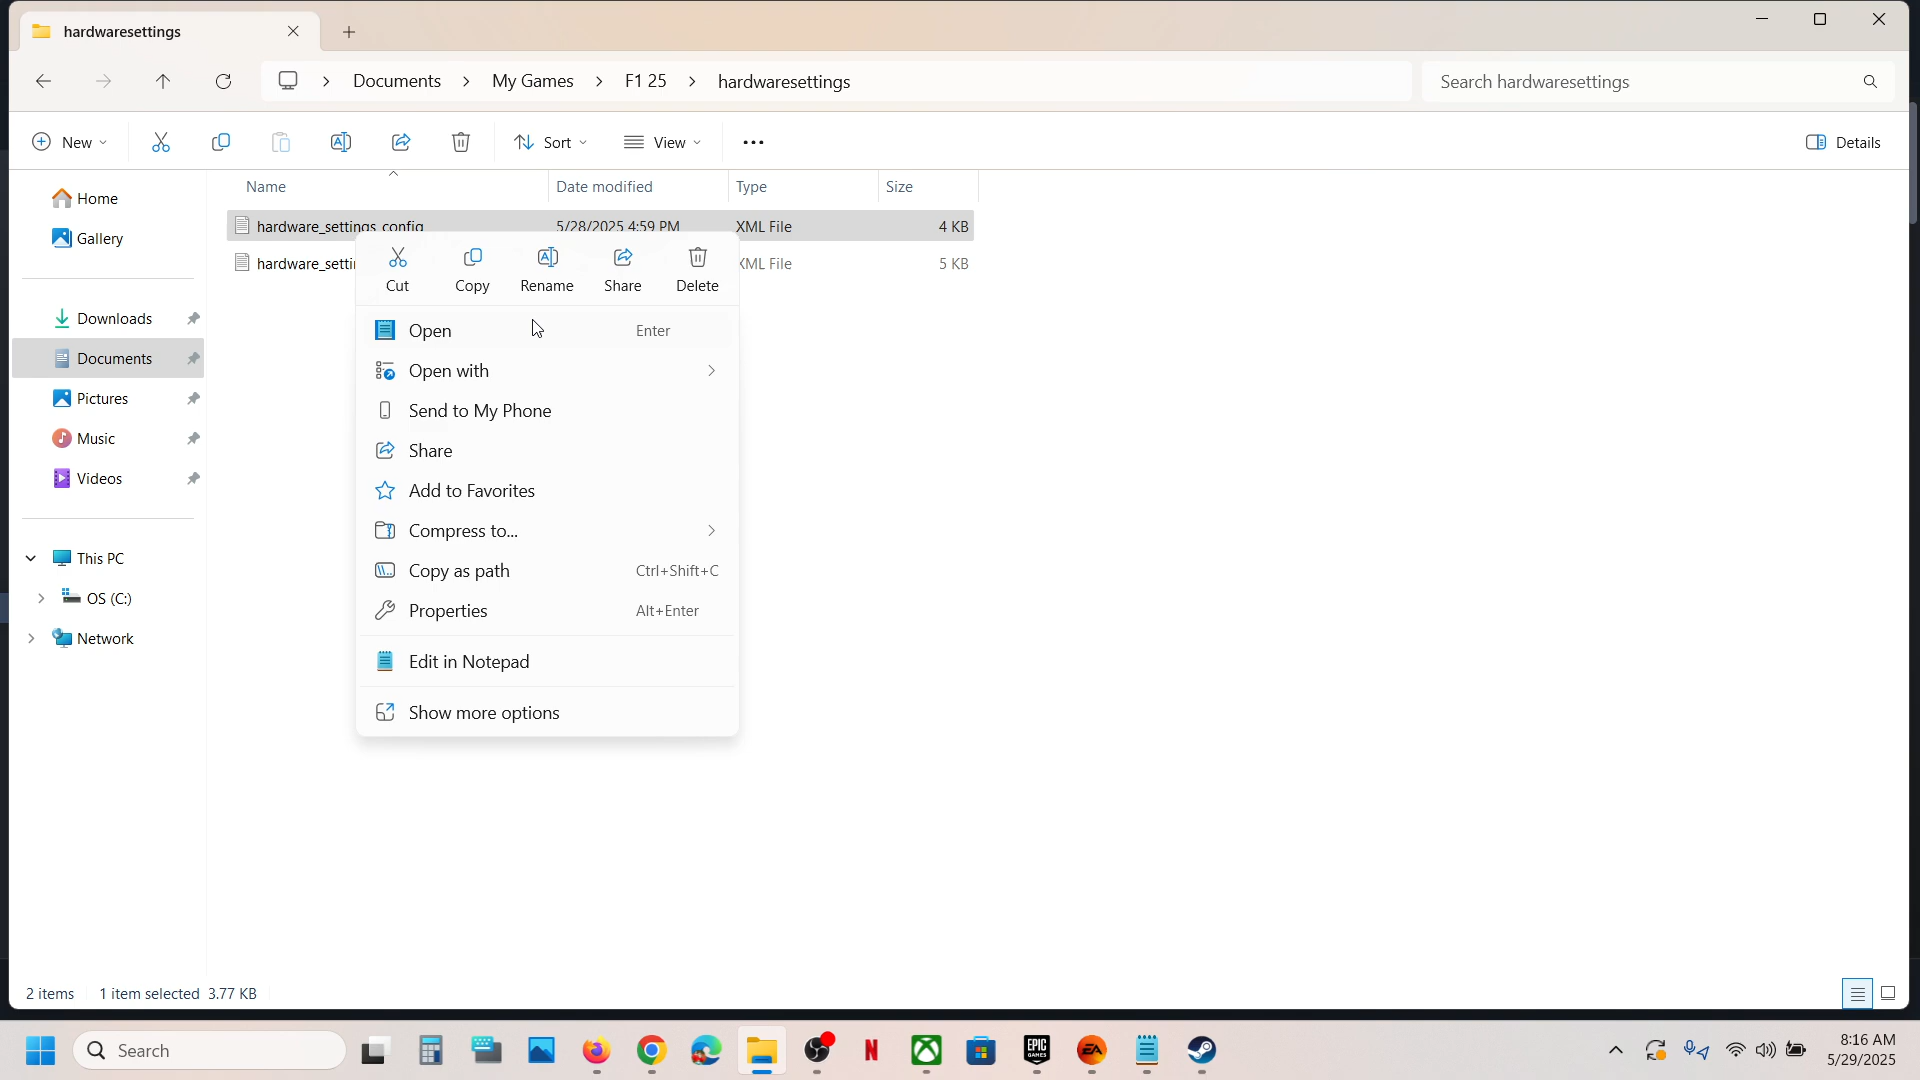 hardwaresettings
Documents > My Games > F1 25 > hardwaresettings
Search hardwaresettings
New
Sort
View
Details
Name Date modified Type Size
hardware_settings_config 5/28/2025 4:59 PM XML File 4 KB
XML File 5 KB
Home
Gallery
Downloads
Documents
Pictures
Music
Videos
This PC
OS (C:)
Network
Cut Copy Rename Share Delete
Open Enter
Open with
Send to My Phone
Share
Add to Favorites
Compress to...
Copy as path Ctrl+Shift+C
Properties Alt+Enter
Edit in Notepad
Show more options
2 items 1 item selected 3.77 KB
Search
EPIC GAMES
EA
8:16 AM
5/29/2025